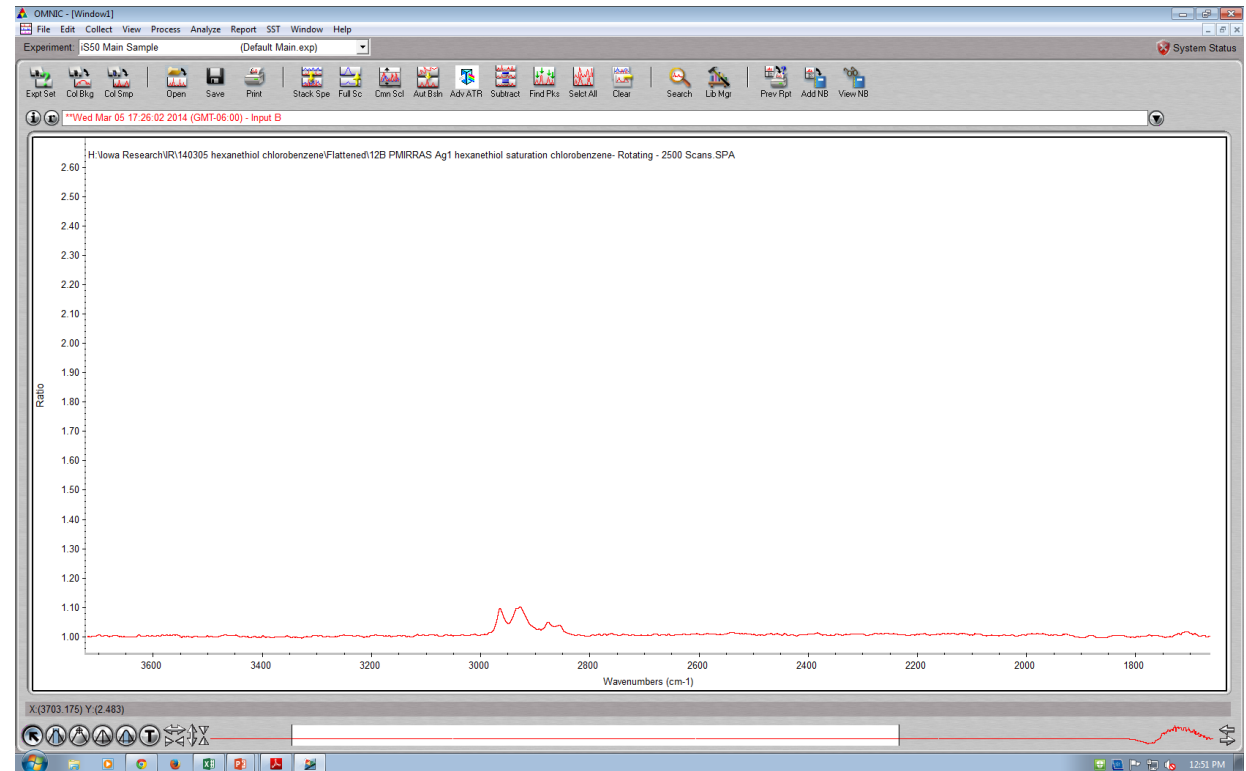 OMNIC - [Window1]
File Edit Collect View Process Analyze Report SST Window Help
Experiment: iS50 Main Sample (Default Main.exp)
System Status
Expt Set Col Bkg Col Smp Open Save Print Stack Spe Full Sc Cmn Scl Aut Bsln Adv ATR Subtract Find Pks Selct All Clear Search Lib Mgr Prev Rpt Add NB View NB
**Wed Mar 05 17:26:02 2014 (GMT-06:00) - Input B
H:\Iowa Research\IR\140305 hexanethiol chlorobenzene\Flattened\12B PMIRRAS Ag1 hexanethiol saturation chlorobenzene- Rotating - 2500 Scans.SPA
2.60
2.50
2.40
2.30
2.20
2.10
2.00
1.90
Ratio
1.80
1.70
1.60
1.50
1.40
1.30
1.20
1.10
1.00
3600 3400 3200 3000 2800 2600 2400 2200 2000 1800
Wavenumbers (cm-1)
X:(3703.175) Y:(2.483)
T
12:51 PM